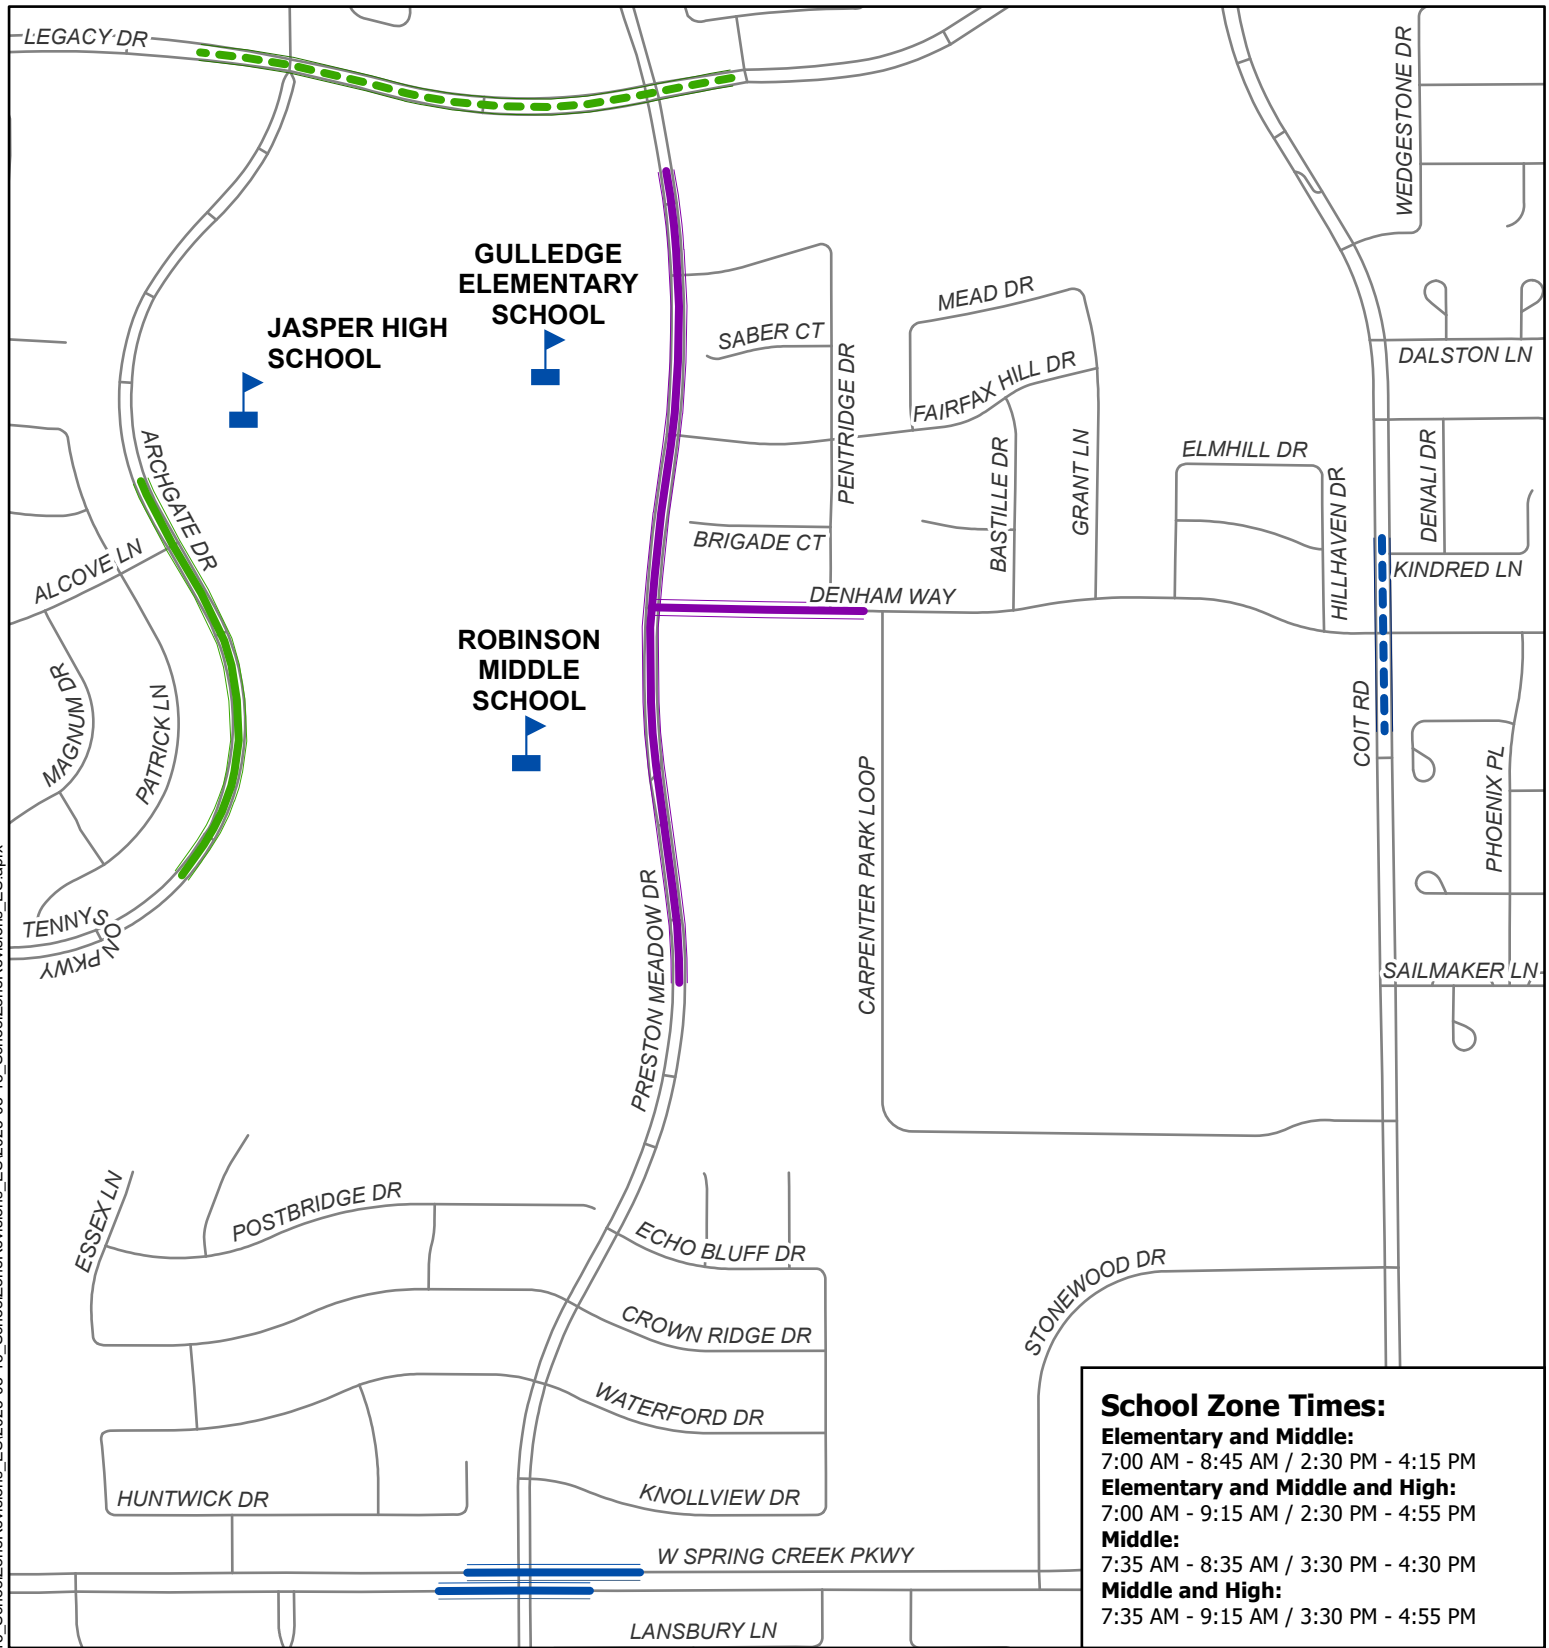 LEGACY DR
WEDGESTONE DR
GULLEDGE
ELEMENTARY
SCHOOL
JASPER HIGH
SCHOOL
MEAD DR
SABER CT
PENTRIDGE DR
FAIRFAX HILL DR
DALSTON LN
ARCHGATE DR
BASTILLE DR
GRANT LN
ELMHILL DR
HILLHAVEN DR
DENALI DR
BRIGADE CT
ALCOVE LN
KINDRED LN
DENHAM WAY
ROBINSON
MIDDLE
SCHOOL
MAGNUM DR
PATRICK LN
COIT RD
PHOENIX PL
CARPENTER PARK LOOP
PRESTON MEADOW DR
TENNYSON PKWY
SAILMAKER LN
ESSEX LN
POSTBRIDGE DR
ECHO BLUFF DR
STONEWOOD DR
CROWN RIDGE DR
WATERFORD DR
HUNTWICK DR
KNOLLVIEW DR
W SPRING CREEK PKWY
LANSBURY LN
School Zone Times:
Elementary and Middle:
7:00 AM - 8:45 AM / 2:30 PM - 4:15 PM
Elementary and Middle and High:
7:00 AM - 9:15 AM / 2:30 PM - 4:55 PM
Middle:
7:35 AM - 8:35 AM / 3:30 PM - 4:30 PM
Middle and High:
7:35 AM - 9:15 AM / 3:30 PM - 4:55 PM